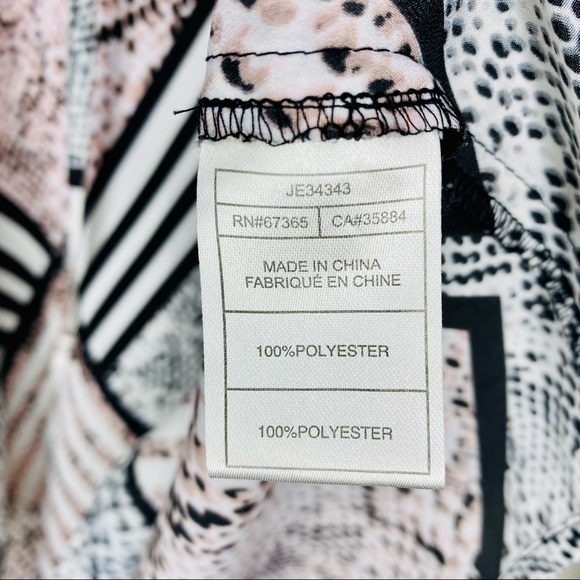 JE34343
RN#67365 CA#35884
MADE IN CHINA
FABRIQUÉ EN CHINE
100%POLYESTER
100%POLYESTER